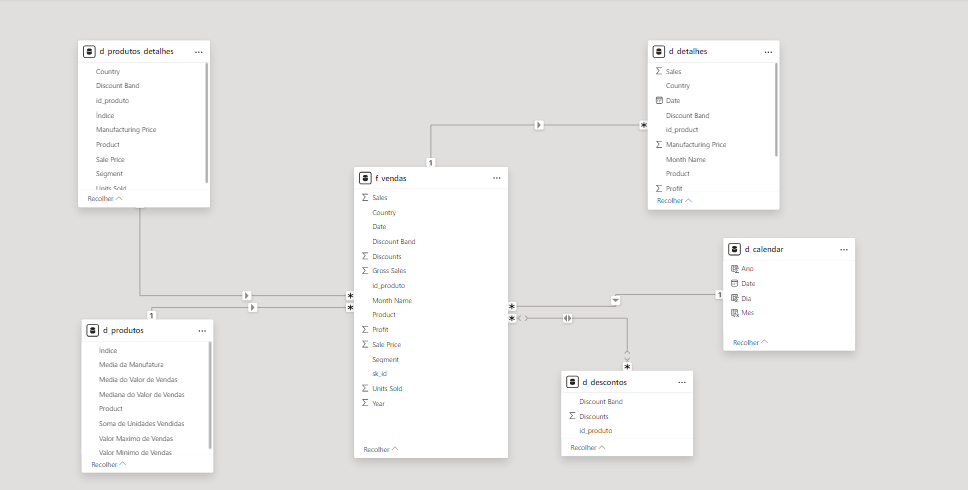 d_produtos_detalhes
Country
Discount Band
id_produto
Índice
Manufacturing Price
Product
Sale Price
Segment
Units Sold
Recolher
d_detalhes
Sales
Country
Date
Discount Band
id_product
Manufacturing Price
Month Name
Product
Profit
Recolher
1
*
f_vendas
Sales
Country
Date
Discount Band
Discounts
Gross Sales
id_produto
Month Name
Product
Profit
Sale Price
Segment
sk_id
Units Sold
Year
Recolher
d_calendar
Ano
Date
Dia
Mes
Recolher
1
*
*
*
*
1
d_produtos
Índice
Media da Manufatura
Media do Valor de Vendas
Mediana do Valor de Vendas
Product
Soma de Unidades Vendidas
Valor Maximo de Vendas
Valor Minimo de Vendas
Recolher
*
d_descontos
Discount Band
Discounts
id_produto
Recolher